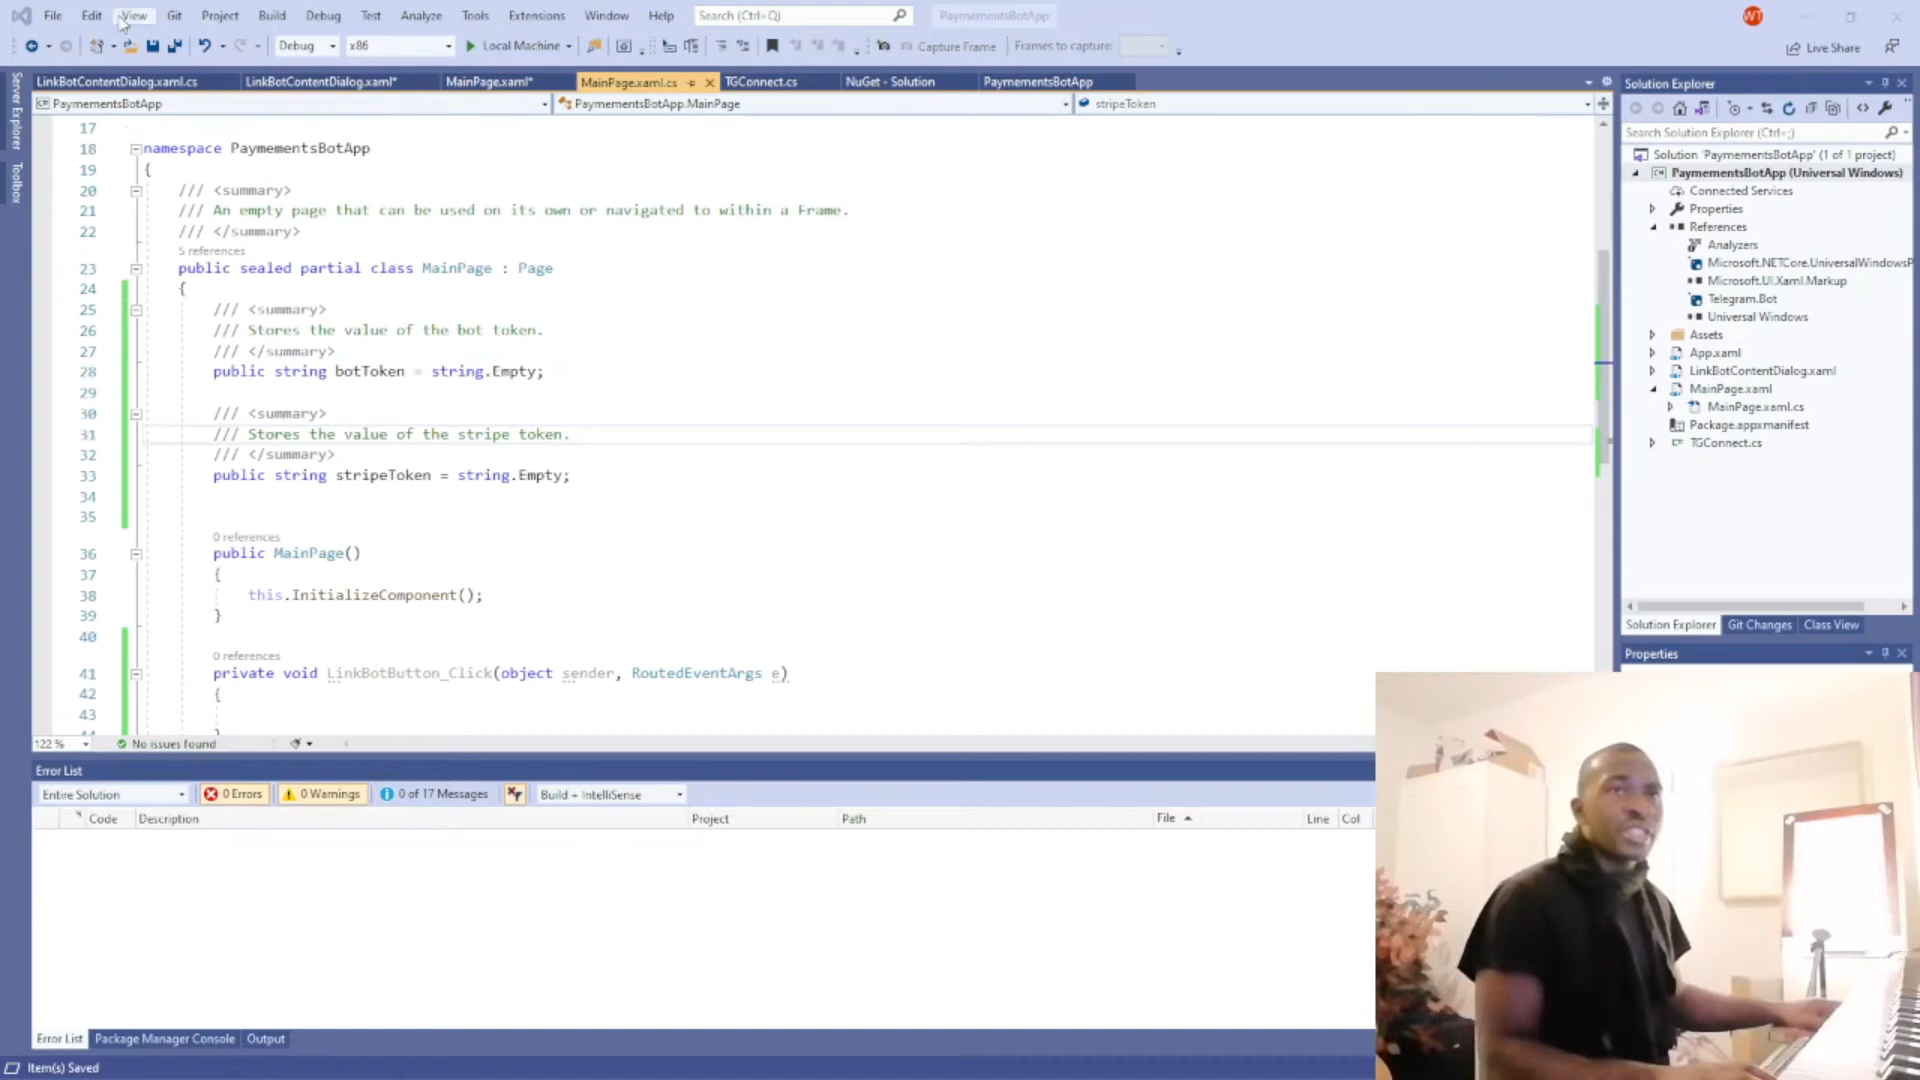 File Edit View Git Project Build Debug Test Analyze Tools Extensions Window Help Search (Ctrl+Q) PaymementsBotApp WT
Debug x86 Local Machine Capture Frame Frames to capture: Live Share
LinkBotContentDialog.xaml.cs LinkBotContentDialog.xaml* MainPage.xaml* MainPage.xaml.cs TGConnect.cs NuGet - Solution PaymementsBotApp
PaymementsBotApp PaymementsBotApp.MainPage stripeToken
Server Explorer
Toolbox
17
18 namespace PaymementsBotApp
19 {
20 /// <summary>
21 /// An empty page that can be used on its own or navigated to within a Frame.
22 /// </summary>
5 references
23 public sealed partial class MainPage : Page
24 {
25 /// <summary>
26 /// Stores the value of the bot token.
27 /// </summary>
28 public string botToken = string.Empty;
29
30 /// <summary>
31 /// Stores the value of the stripe token.
32 /// </summary>
33 public string stripeToken = string.Empty;
34
35
0 references
36 public MainPage()
37 {
38 this.InitializeComponent();
39 }
40
0 references
41 private void LinkBotButton_Click(object sender, RoutedEventArgs e)
42 {
43
122 % No issues found
Solution Explorer
Search Solution Explorer (Ctrl+;)
Solution 'PaymementsBotApp' (1 of 1 project)
PaymementsBotApp (Universal Windows)
Connected Services
Properties
References
Analyzers
Microsoft.NETCore.UniversalWindowsP
Microsoft.UI.Xaml.Markup
Telegram.Bot
Universal Windows
Assets
App.xaml
LinkBotContentDialog.xaml
MainPage.xaml
MainPage.xaml.cs
Package.appxmanifest
TGConnect.cs
Solution Explorer Git Changes Class View
Properties
Error List
Entire Solution 0 Errors 0 Warnings 0 of 17 Messages Build + IntelliSense
Code Description Project Path File Line Col
Error List Package Manager Console Output
Item(s) Saved